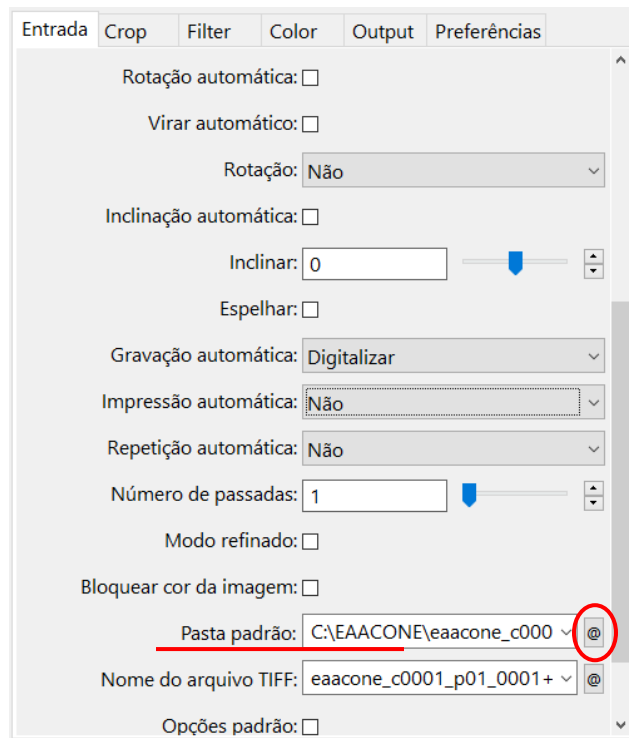 Entrada Crop Filter Color Output Preferências
Rotação automática:
Virar automático:
Rotação: Não
Inclinação automática:
Inclinar: 0
Espelhar:
Gravação automática: Digitalizar
Impressão automática: Não
Repetição automática: Não
Número de passadas: 1
Modo refinado:
Bloquear cor da imagem:
Pasta padrão: C:\EAACONE\eaacone_c000 @
Nome do arquivo TIFF: eaacone_c0001_p01_0001+ @
Opções padrão: